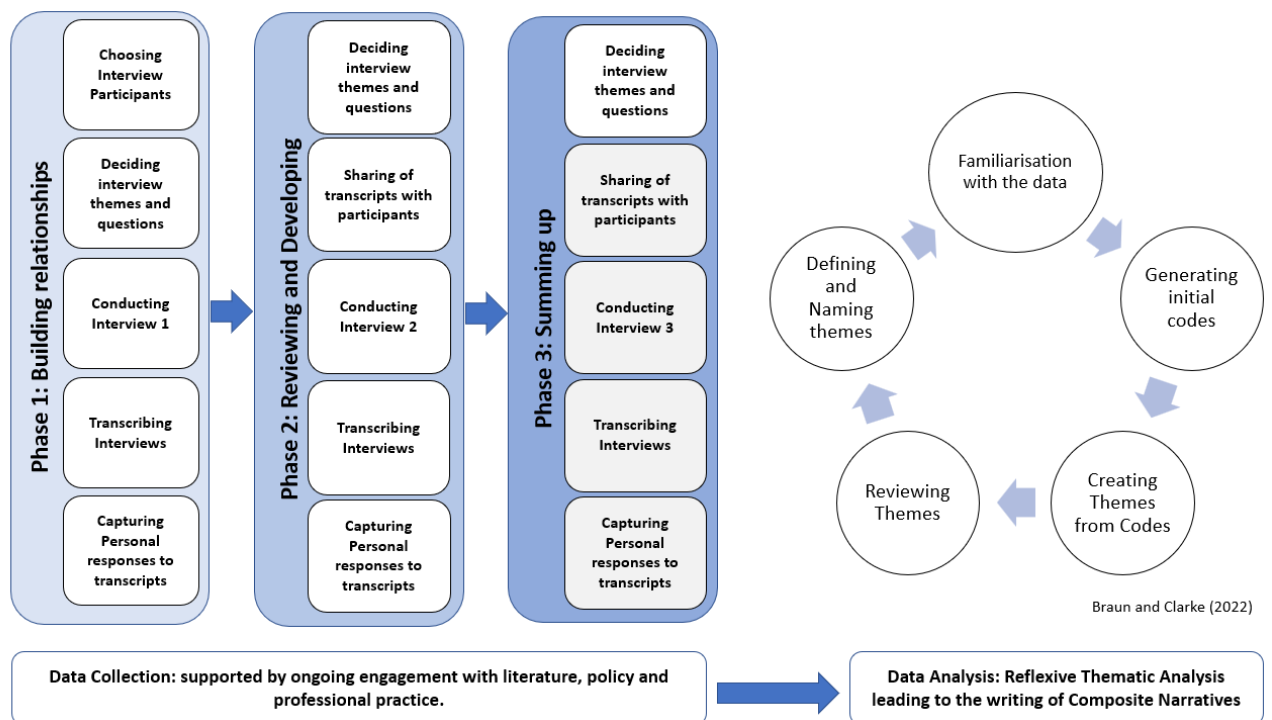 Phase 1: Building relationships
Choosing
Interview
Participants
Deciding
interview
themes and
questions
Conducting
Interview 1
Transcribing
Interviews
Capturing
Personal
responses to
transcripts
Phase 2: Reviewing and Developing
Deciding
interview
themes and
questions
Sharing of
transcripts with
participants
Conducting
Interview 2
Transcribing
Interviews
Capturing
Personal
responses to
transcripts
Phase 3: Summing up
Deciding
interview
themes and
questions
Sharing of
transcripts with
participants
Conducting
Interview 3
Transcribing
Interviews
Capturing
Personal
responses to
transcripts
Familiarisation
with the data
Generating
initial
codes
Creating
Themes
from Codes
Reviewing
Themes
Defining
and
Naming
themes
Braun and Clarke (2022)
Data Collection: supported by ongoing engagement with literature, policy and
professional practice.
Data Analysis: Reflexive Thematic Analysis
leading to the writing of Composite Narratives